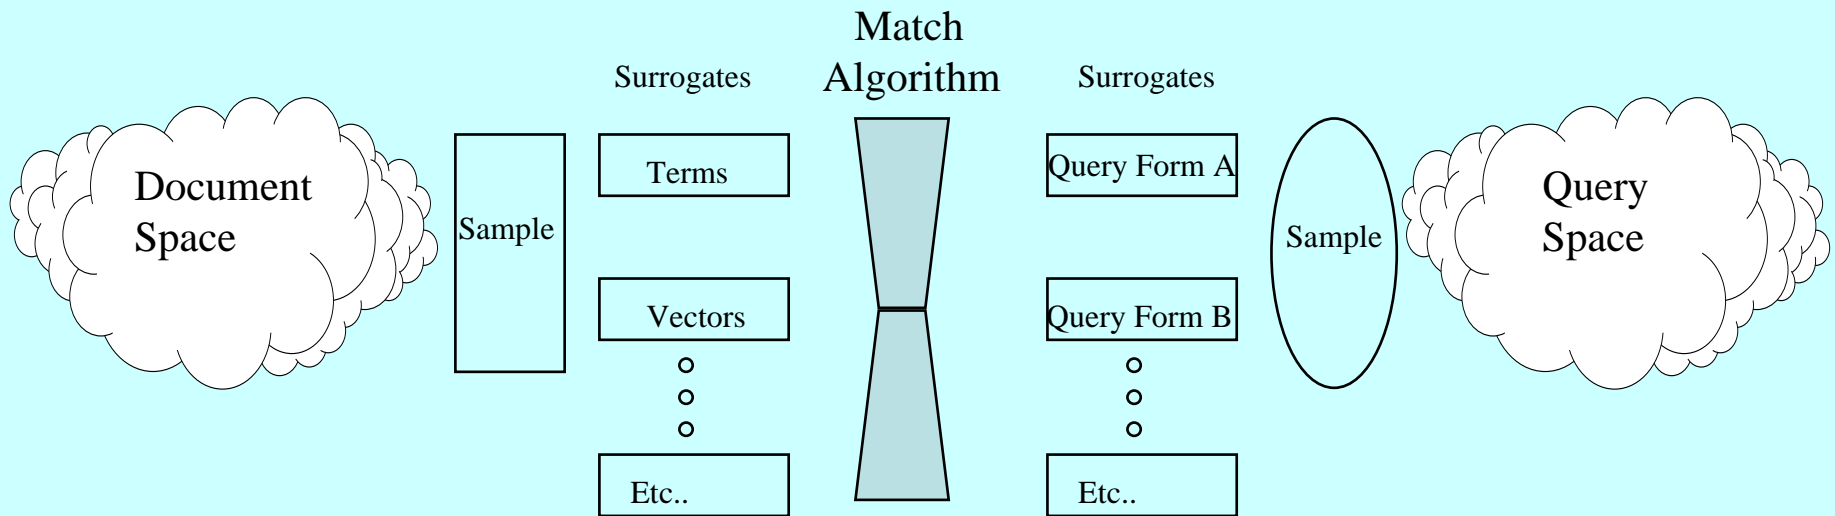 Match
Algorithm
Surrogates
Surrogates
Document
Space
Sample
Terms
Vectors
Etc..
Query Form A
Query Form B
Etc..
Sample
Query
Space